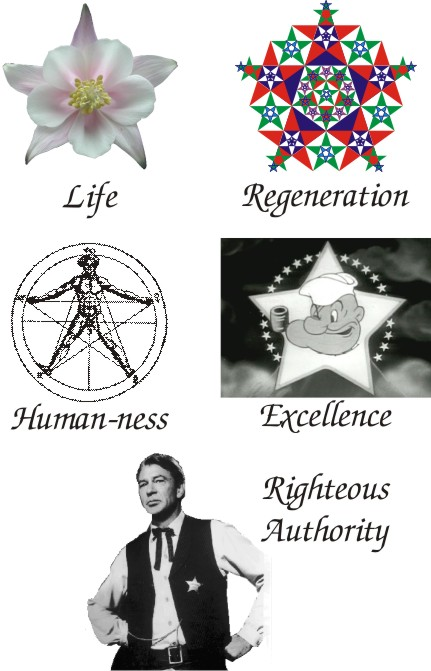 Life
Regeneration
Human-ness
Excellence
Righteous
Authority